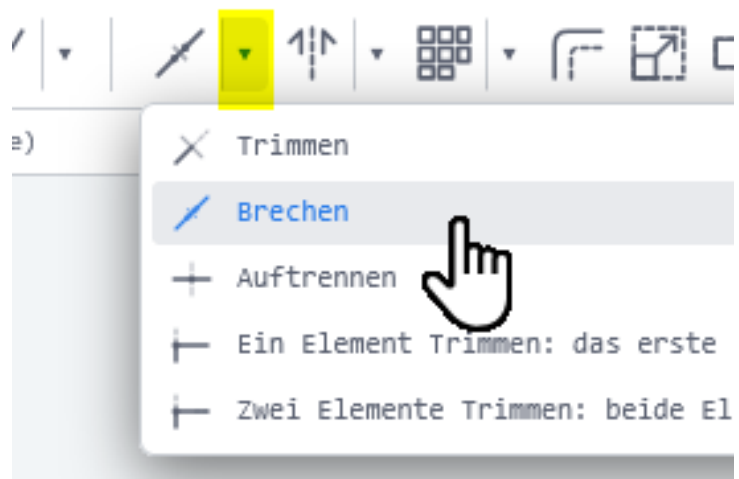 e)
Trimmen
Brechen
Auftrennen
Ein Element Trimmen: das erste
Zwei Elemente Trimmen: beide El